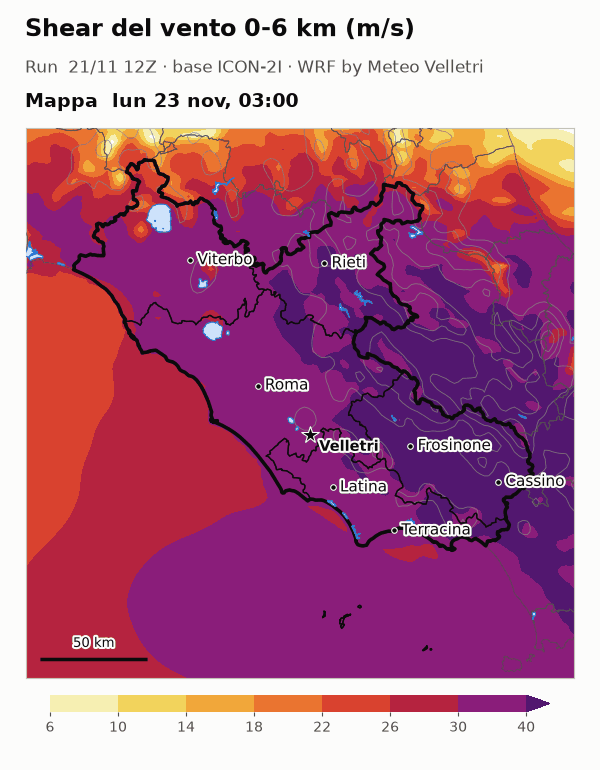 Shear del vento 0-6 km (m/s)
Run 21/11 12Z · base ICON-2I · WRF by Meteo Velletri
Mappa lun 23 nov, 03:00
Viterbo
Rieti
Roma
Velletri
Frosinone
Cassino
Latina
Terracina
50 km
6 10 14 18 22 26 30 40